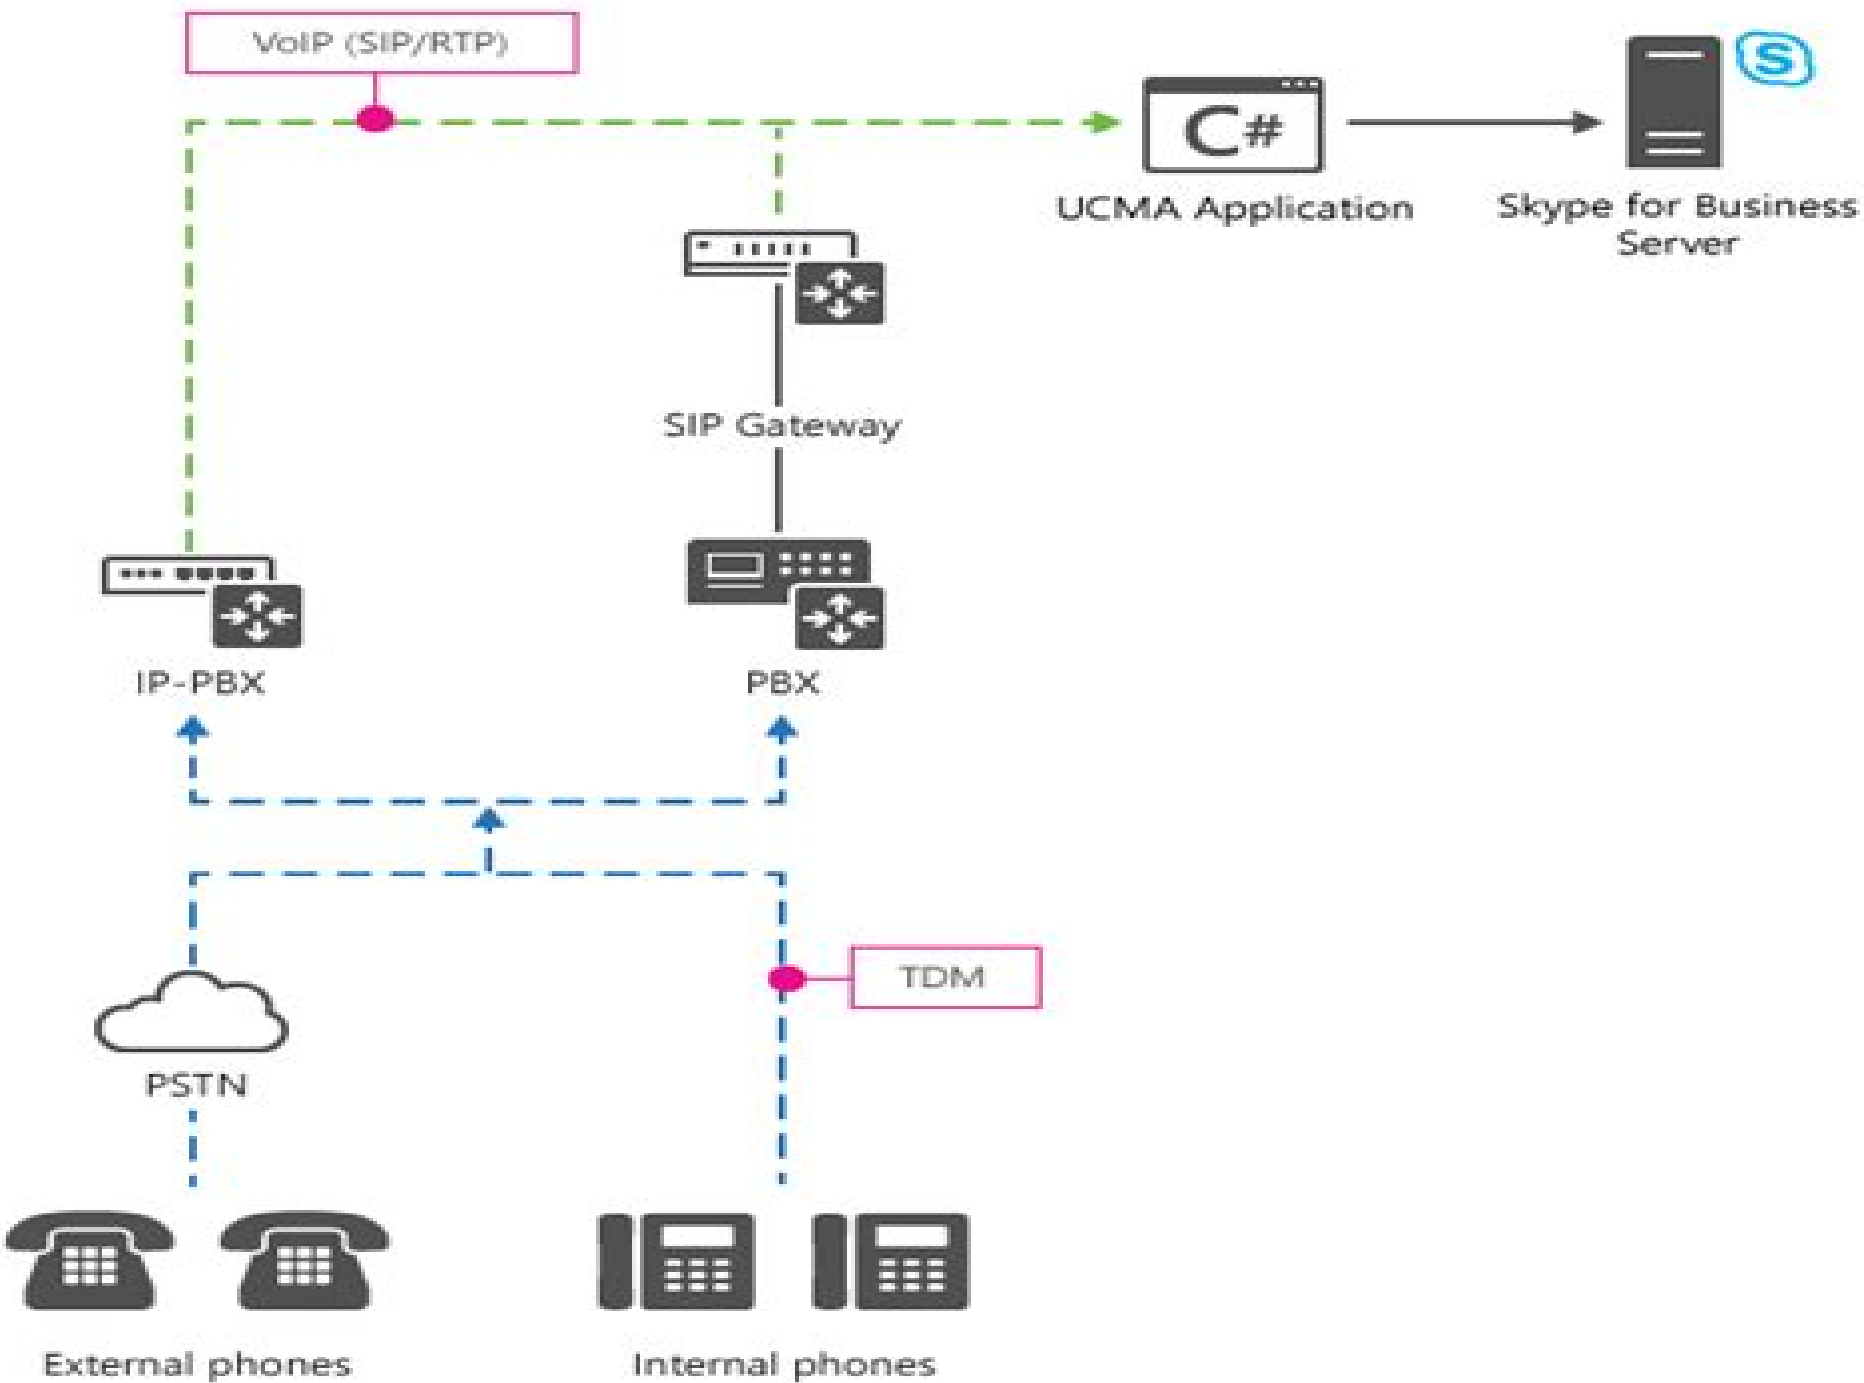 VoIP (SIP/RTP)
C#
S
UCMA Application
Skype for Business
Server
SIP Gateway
IP-PBX
PBX
TDM
PSTN
External phones
Internal phones